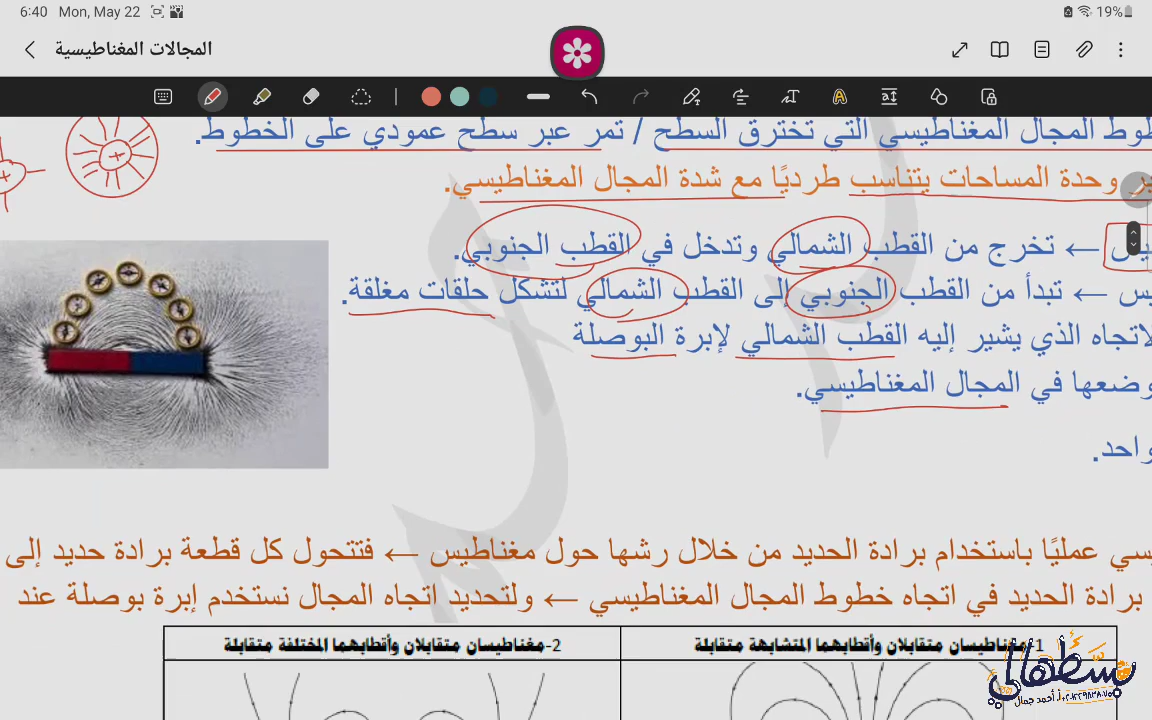 6:40 Mon, May 22
19%
المجالات المغناطيسية
خطوط المجال المغناطيسي التي تخترق السطح / تمر عبر سطح عمودي على الخطوط.
وحدة المساحات يتناسب طرديًا مع شدة المجال المغناطيسي.
← تخرج من القطب الشمالي وتدخل في القطب الجنوبي.
← تبدأ من القطب الجنوبي إلى القطب الشمالي لتشكل حلقات مغلقة.
الاتجاه الذي يشير إليه القطب الشمالي لإبرة البوصلة
وضعها في المجال المغناطيسي.
واحد.
عمليًا باستخدام برادة الحديد من خلال رشها حول مغناطيس ← فتتحول كل قطعة برادة حديد إلى
برادة الحديد في اتجاه خطوط المجال المغناطيسي ← ولتحديد اتجاه المجال نستخدم إبرة بوصلة عند
1-مغناطيسان متقابلان وأقطابهما المتشابهة متقابلة
2-مغناطيسان متقابلان وأقطابهما المختلفة متقابلة
بسطهالي
أ. أحمد جمال